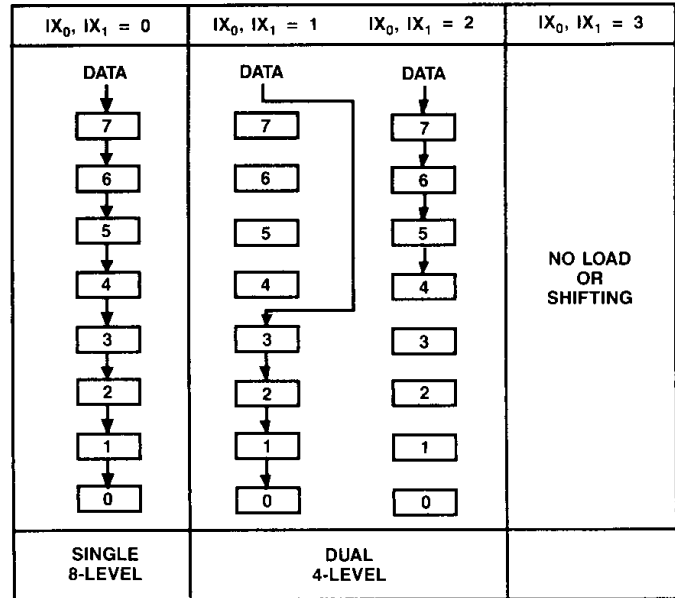 IX₀, IX₁ = 0
IX₀, IX₁ = 1
IX₀, IX₁ = 2
IX₀, IX₁ = 3
DATA
7
6
5
4
3
2
1
0
DATA
7
6
5
4
3
2
1
0
DATA
7
6
5
4
3
2
1
0
NO LOAD
OR
SHIFTING
SINGLE
8-LEVEL
DUAL
4-LEVEL